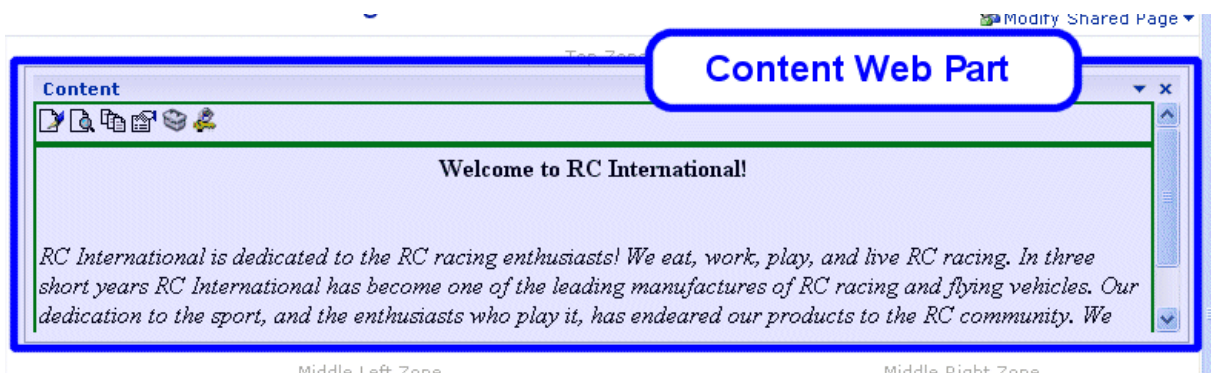 Modify Shared Page
Top Zone
Content Web Part
Content
Welcome to RC International!
RC International is dedicated to the RC racing enthusiasts! We eat, work, play, and live RC racing. In three
short years RC International has become one of the leading manufactures of RC racing and flying vehicles. Our
dedication to the sport, and the enthusiasts who play it, has endeared our products to the RC community. We
Middle Left Zone
Middle Right Zone